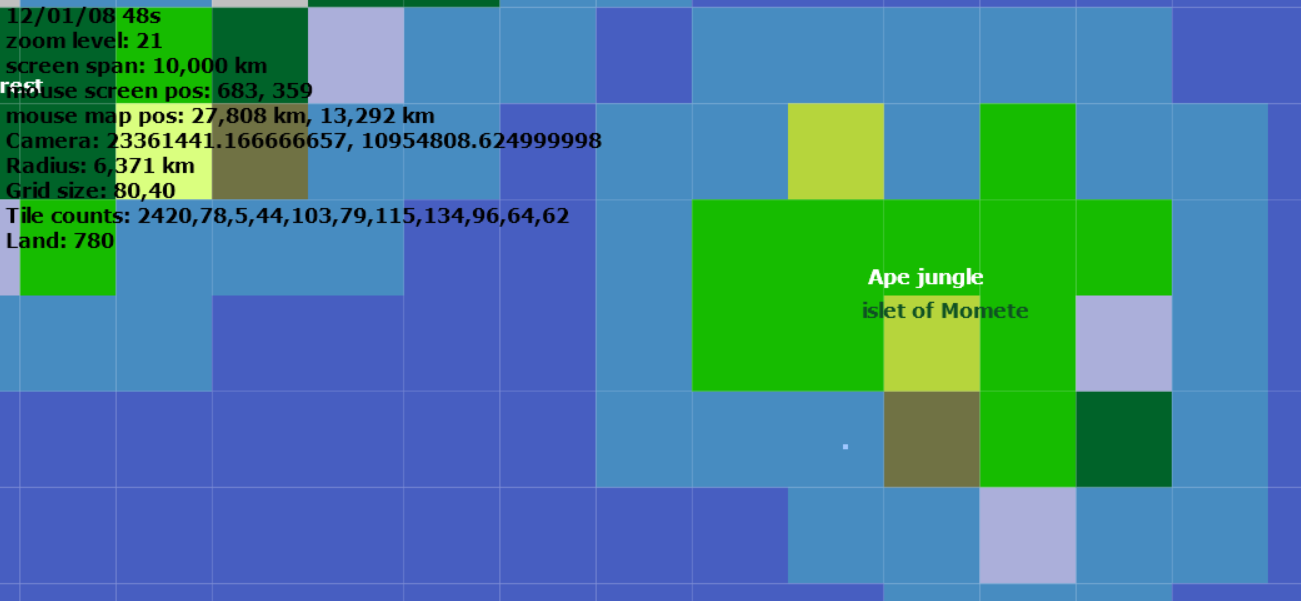 12/01/08 48s
zoom level: 21
screen span: 10,000 km
rest
mouse screen pos: 683, 359
mouse map pos: 27,808 km, 13,292 km
Camera: 23361441.166666657, 10954808.624999998
Radius: 6,371 km
Grid size: 80,40
Tile counts: 2420,78,5,44,103,79,115,134,96,64,62
Land: 780
Ape jungle
islet of Momete